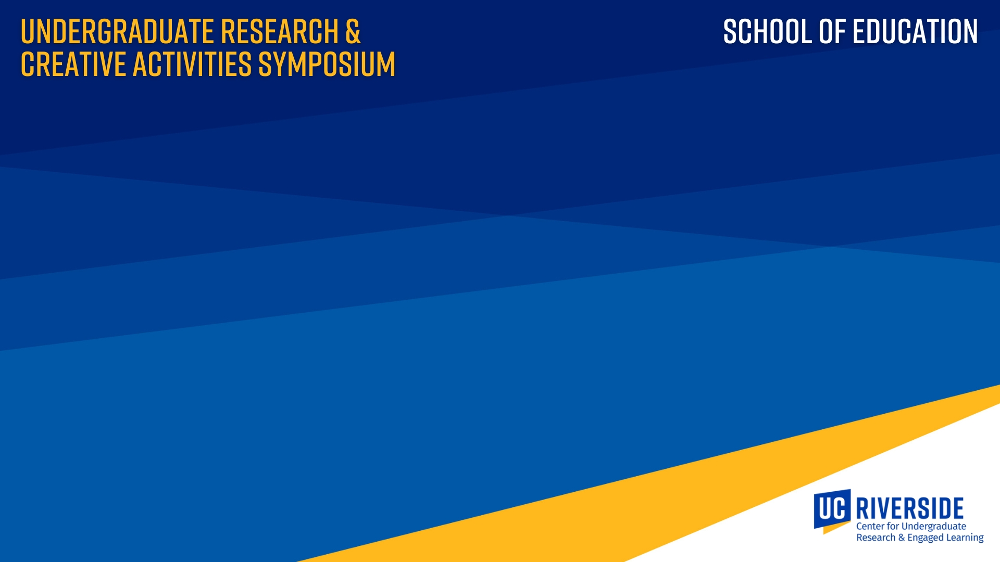 UNDERGRADUATE RESEARCH &
CREATIVE ACTIVITIES SYMPOSIUM
SCHOOL OF EDUCATION
UC RIVERSIDE
Center for Undergraduate
Research & Engaged Learning